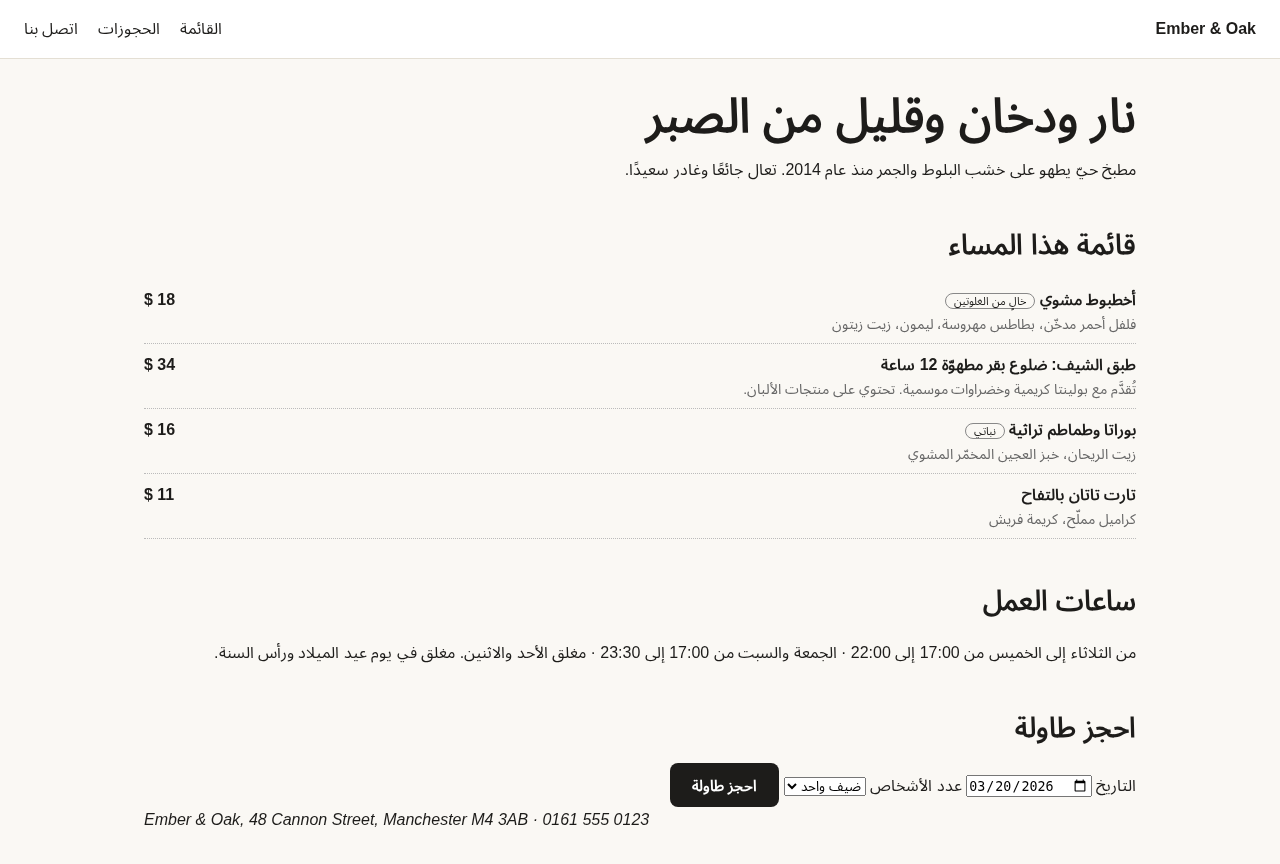 Ember & Oak
القائمة الحجوزات اتصل بنا
نار ودخان وقليل من الصبر
مطبخ حيّ يطهو على خشب البلوط والجمر منذ عام 2014. تعال جائعًا وغادر سعيدًا.
قائمة هذا المساء
أخطبوط مشوي خالٍ من الغلوتين 18 $
فلفل أحمر مدخّن، بطاطس مهروسة، ليمون، زيت زيتون
طبق الشيف: ضلوع بقر مطهوّة 12 ساعة 34 $
تُقدَّم مع بولينتا كريمية وخضراوات موسمية. تحتوي على منتجات الألبان.
بوراتا وطماطم تراثية نباتي 16 $
زيت الريحان، خبز العجين المخمّر المشوي
تارت تاتان بالتفاح 11 $
كراميل مملّح، كريمة فريش
ساعات العمل
من الثلاثاء إلى الخميس من 17:00 إلى 22:00 · الجمعة والسبت من 17:00 إلى 23:30 · مغلق الأحد والاثنين. مغلق في يوم عيد الميلاد ورأس السنة.
احجز طاولة
التاريخ 03/20/2026 عدد الأشخاص ضيف واحد احجز طاولة
Ember & Oak, 48 Cannon Street, Manchester M4 3AB · 0161 555 0123